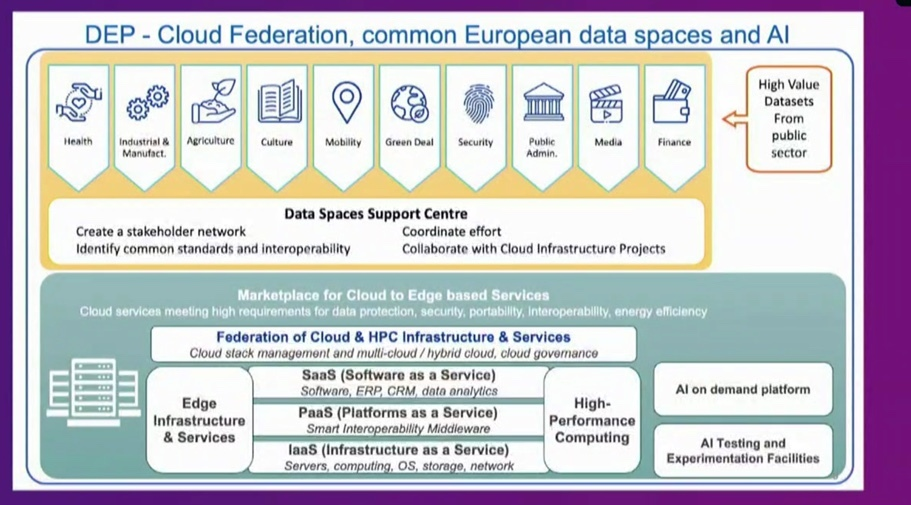 DEP - Cloud Federation, common European data spaces and AI
Health
Industrial &
Manufact.
Agriculture
Culture
Mobility
Green Deal
Security
Public
Admin.
Media
Finance
High Value
Datasets
From
public
sector
Data Spaces Support Centre
Create a stakeholder network
Coordinate effort
Identify common standards and interoperability
Collaborate with Cloud Infrastructure Projects
Marketplace for Cloud to Edge based Services
Cloud services meeting high requirements for data protection, security, portability, interoperability, energy efficiency
Federation of Cloud & HPC Infrastructure & Services
Cloud stack management and multi-cloud / hybrid cloud, cloud governance
Edge
Infrastructure
& Services
SaaS (Software as a Service)
Software, ERP, CRM, data analytics
PaaS (Platforms as a Service)
Smart Interoperability Middleware
IaaS (Infrastructure as a Service)
Servers, computing, OS, storage, network
High-
Performance
Computing
AI on demand platform
AI Testing and
Experimentation Facilities